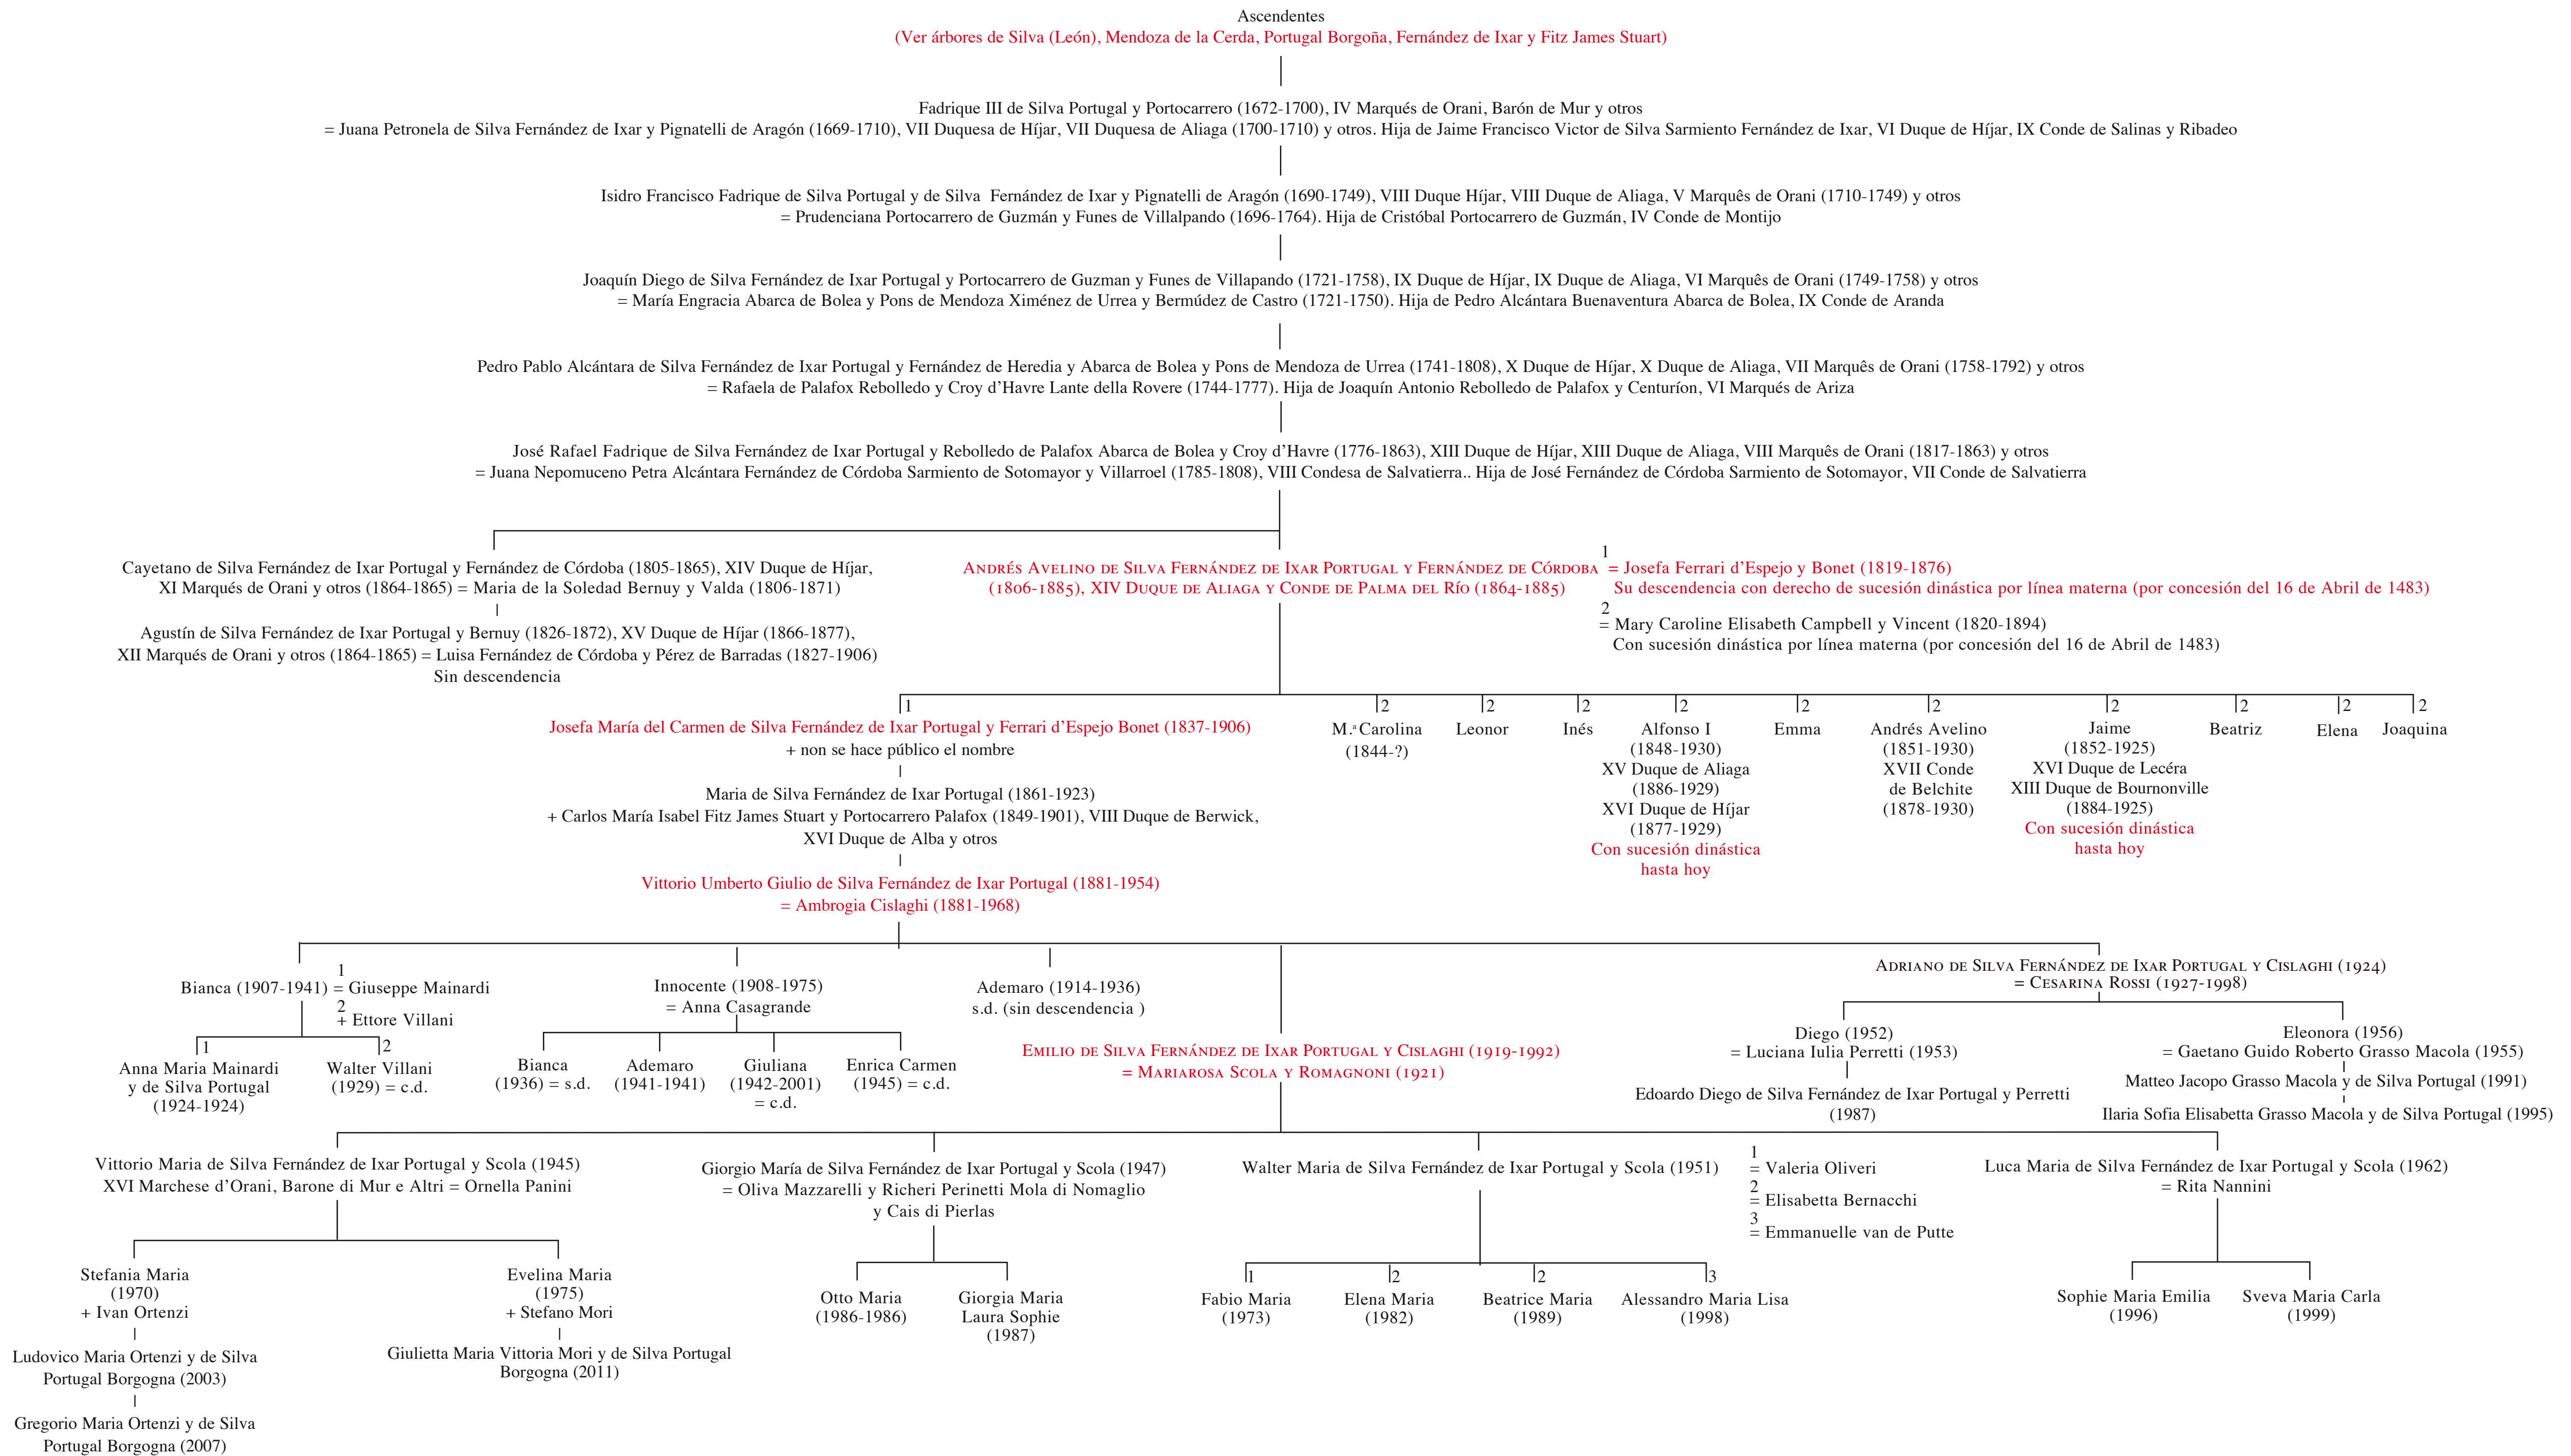 Ascendentes
(Ver árbores de Silva (León), Mendoza de la Cerda, Portugal Borgoña, Fernández de Ixar y Fitz James Stuart)
Fadrique III de Silva Portugal y Portocarrero (1672-1700), IV Marqués de Orani, Barón de Mur y otros
= Juana Petronela de Silva Fernández de Ixar y Pignatelli de Aragón (1669-1710), VII Duquesa de Híjar, VII Duquesa de Aliaga (1700-1710) y otros. Hija de Jaime Francisco Victor de Silva Sarmiento Fernández de Ixar, VI Duque de Híjar, IX Conde de Salinas y Ribadeo
Isidro Francisco Fadrique de Silva Portugal y de Silva Fernández de Ixar y Pignatelli de Aragón (1690-1749), VIII Duque Híjar, VIII Duque de Aliaga, V Marquês de Orani (1710-1749) y otros
= Prudenciana Portocarrero de Guzmán y Funes de Villalpando (1696-1764). Hija de Cristóbal Portocarrero de Guzmán, IV Conde de Montijo
Joaquín Diego de Silva Fernández de Ixar Portugal y Portocarrero de Guzman y Funes de Villapando (1721-1758), IX Duque de Híjar, IX Duque de Aliaga, VI Marquês de Orani (1749-1758) y otros
= María Engracia Abarca de Bolea y Pons de Mendoza Ximénez de Urrea y Bermúdez de Castro (1721-1750). Hija de Pedro Alcántara Buenaventura Abarca de Bolea, IX Conde de Aranda
Pedro Pablo Alcántara de Silva Fernández de Ixar Portugal y Fernández de Heredia y Abarca de Bolea y Pons de Mendoza de Urrea (1741-1808), X Duque de Híjar, X Duque de Aliaga, VII Marquês de Orani (1758-1792) y otros
= Rafaela de Palafox Rebolledo y Croy d’Havre Lante della Rovere (1744-1777). Hija de Joaquín Antonio Rebolledo de Palafox y Centuríon, VI Marqués de Ariza
José Rafael Fadrique de Silva Fernández de Ixar Portugal y Rebolledo de Palafox Abarca de Bolea y Croy d’Havre (1776-1863), XIII Duque de Híjar, XIII Duque de Aliaga, VIII Marquês de Orani (1817-1863) y otros
= Juana Nepomuceno Petra Alcántara Fernández de Córdoba Sarmiento de Sotomayor y Villarroel (1785-1808), VIII Condesa de Salvatierra.. Hija de José Fernández de Córdoba Sarmiento de Sotomayor, VII Conde de Salvatierra
Cayetano de Silva Fernández de Ixar Portugal y Fernández de Córdoba (1805-1865), XIV Duque de Híjar,
XI Marqués de Orani y otros (1864-1865) = Maria de la Soledad Bernuy y Valda (1806-1871)
Agustín de Silva Fernández de Ixar Portugal y Bernuy (1826-1872), XV Duque de Híjar (1866-1877),
XII Marqués de Orani y otros (1864-1865) = Luisa Fernández de Córdoba y Pérez de Barradas (1827-1906)
Sin descendencia
Andrés Avelino de Silva Fernández de Ixar Portugal y Fernández de Córdoba
(1806-1885), XIV Duque de Aliaga y Conde de Palma del Río (1864-1885)
1
= Josefa Ferrari d’Espejo y Bonet (1819-1876)
Su descendencia con derecho de sucesión dinástica por línea materna (por concesión del 16 de Abril de 1483)
2
= Mary Caroline Elisabeth Campbell y Vincent (1820-1894)
Con sucesión dinástica por línea materna (por concesión del 16 de Abril de 1483)
1
Josefa María del Carmen de Silva Fernández de Ixar Portugal y Ferrari d’Espejo Bonet (1837-1906)
+ non se hace público el nombre
Maria de Silva Fernández de Ixar Portugal (1861-1923)
+ Carlos María Isabel Fitz James Stuart y Portocarrero Palafox (1849-1901), VIII Duque de Berwick,
XVI Duque de Alba y otros
Vittorio Umberto Giulio de Silva Fernández de Ixar Portugal (1881-1954)
= Ambrogia Cislaghi (1881-1968)
2
M.ª Carolina
(1844-?)
2
Leonor
2
Inés
2
Alfonso I
(1848-1930)
XV Duque de Aliaga
(1886-1929)
XVI Duque de Híjar
(1877-1929)
Con sucesión dinástica
hasta hoy
2
Emma
2
Andrés Avelino
(1851-1930)
XVII Conde
de Belchite
(1878-1930)
2
Jaime
(1852-1925)
XVI Duque de Lecéra
XIII Duque de Bournonville
(1884-1925)
Con sucesión dinástica
hasta hoy
2
Beatriz
2
Elena
2
Joaquina
1
Bianca (1907-1941) = Giuseppe Mainardi
2
+ Ettore Villani
1
Anna Maria Mainardi
y de Silva Portugal
(1924-1924)
2
Walter Villani
(1929) = c.d.
Innocente (1908-1975)
= Anna Casagrande
Bianca
(1936) = s.d.
Ademaro
(1941-1941)
Giuliana
(1942-2001)
= c.d.
Enrica Carmen
(1945) = c.d.
Ademaro (1914-1936)
s.d. (sin descendencia )
Emilio de Silva Fernández de Ixar Portugal y Cislaghi (1919-1992)
= Mariarosa Scola y Romagnoni (1921)
Adriano de Silva Fernández de Ixar Portugal y Cislaghi (1924)
= Cesarina Rossi (1927-1998)
Diego (1952)
= Luciana Iulia Perretti (1953)
Edoardo Diego de Silva Fernández de Ixar Portugal y Perretti
(1987)
Eleonora (1956)
= Gaetano Guido Roberto Grasso Macola (1955)
Matteo Jacopo Grasso Macola y de Silva Portugal (1991)
Ilaria Sofia Elisabetta Grasso Macola y de Silva Portugal (1995)
Vittorio Maria de Silva Fernández de Ixar Portugal y Scola (1945)
XVI Marchese d’Orani, Barone di Mur e Altri = Ornella Panini
Stefania Maria
(1970)
+ Ivan Ortenzi
Ludovico Maria Ortenzi y de Silva
Portugal Borgogna (2003)
Gregorio Maria Ortenzi y de Silva
Portugal Borgogna (2007)
Evelina Maria
(1975)
+ Stefano Mori
Giulietta Maria Vittoria Mori y de Silva Portugal
Borgogna (2011)
Giorgio María de Silva Fernández de Ixar Portugal y Scola (1947)
= Oliva Mazzarelli y Richeri Perinetti Mola di Nomaglio
y Cais di Pierlas
Otto Maria
(1986-1986)
Giorgia Maria
Laura Sophie
(1987)
Walter Maria de Silva Fernández de Ixar Portugal y Scola (1951)
1
= Valeria Oliveri
2
= Elisabetta Bernacchi
3
= Emmanuelle van de Putte
1
Fabio Maria
(1973)
2
Elena Maria
(1982)
2
Beatrice Maria
(1989)
3
Alessandro Maria Lisa
(1998)
Luca Maria de Silva Fernández de Ixar Portugal y Scola (1962)
= Rita Nannini
Sophie Maria Emilia
(1996)
Sveva Maria Carla
(1999)